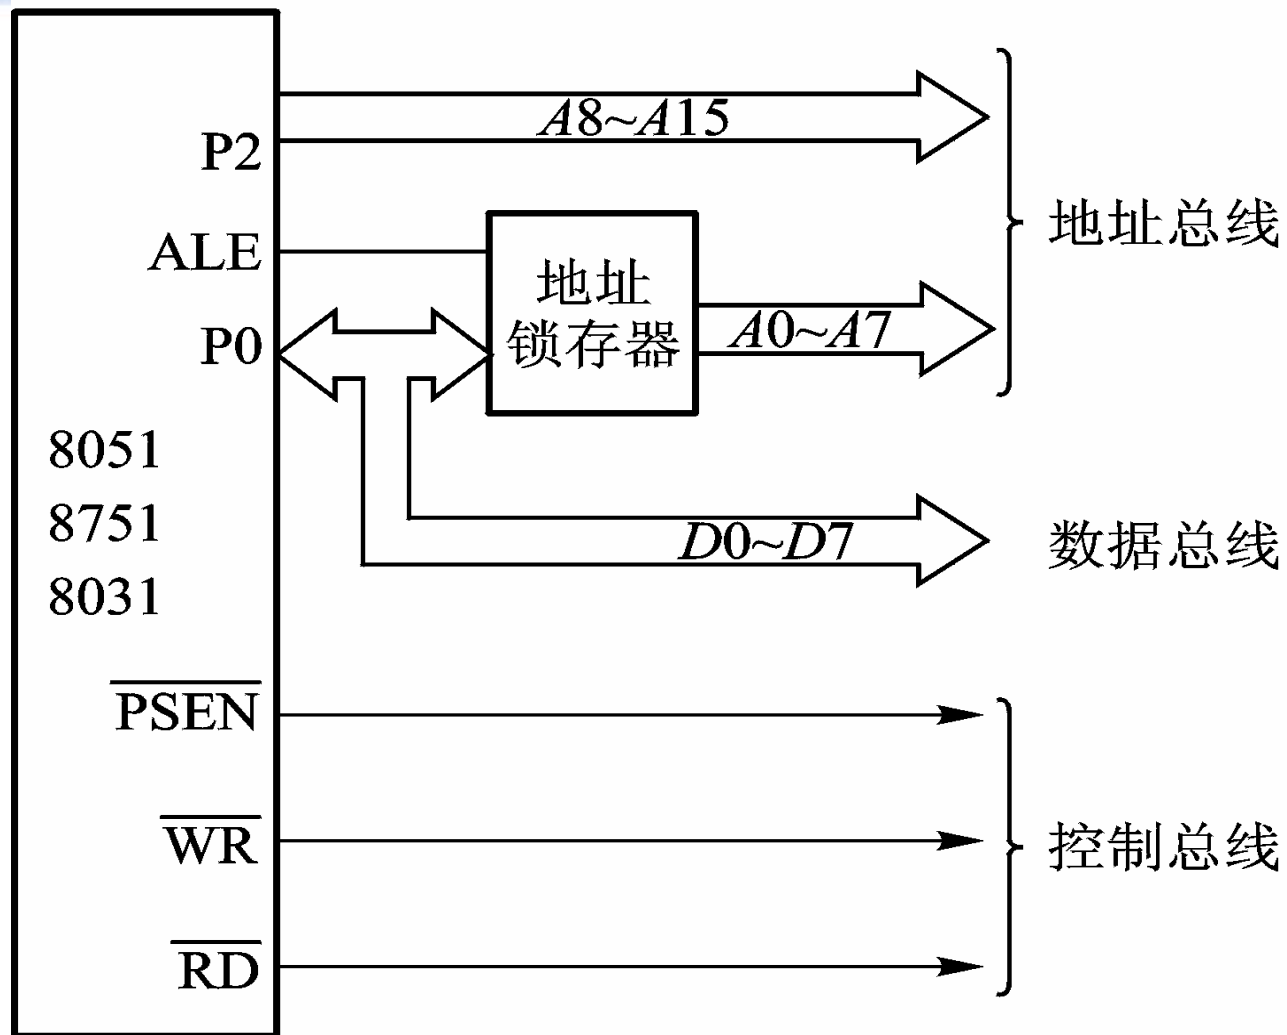 P2
A8~A15
ALE
地址
锁存器
P0
A0~A7
地址总线
8051
8751
8031
D0~D7
数据总线
PSEN
WR
RD
控制总线